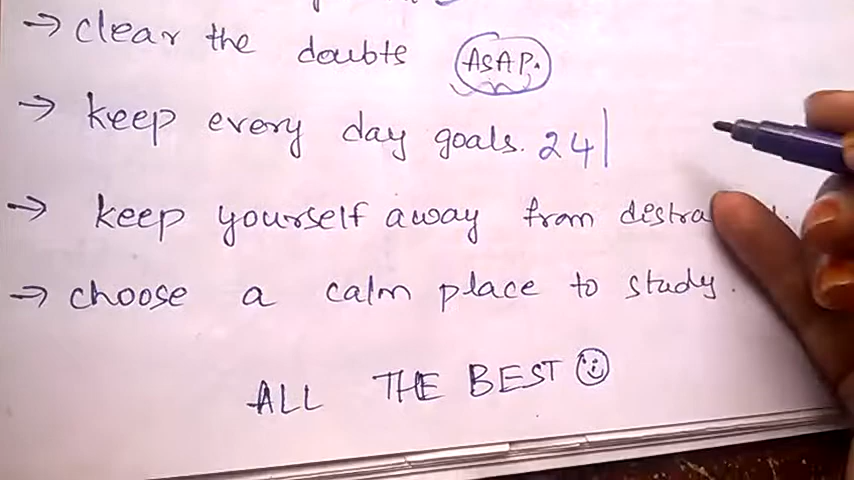 → clear the doubts ASAP.
→ keep every day goals. 24|
→ keep yourself away from
→ choose a calm place to study.
ALL THE BEST